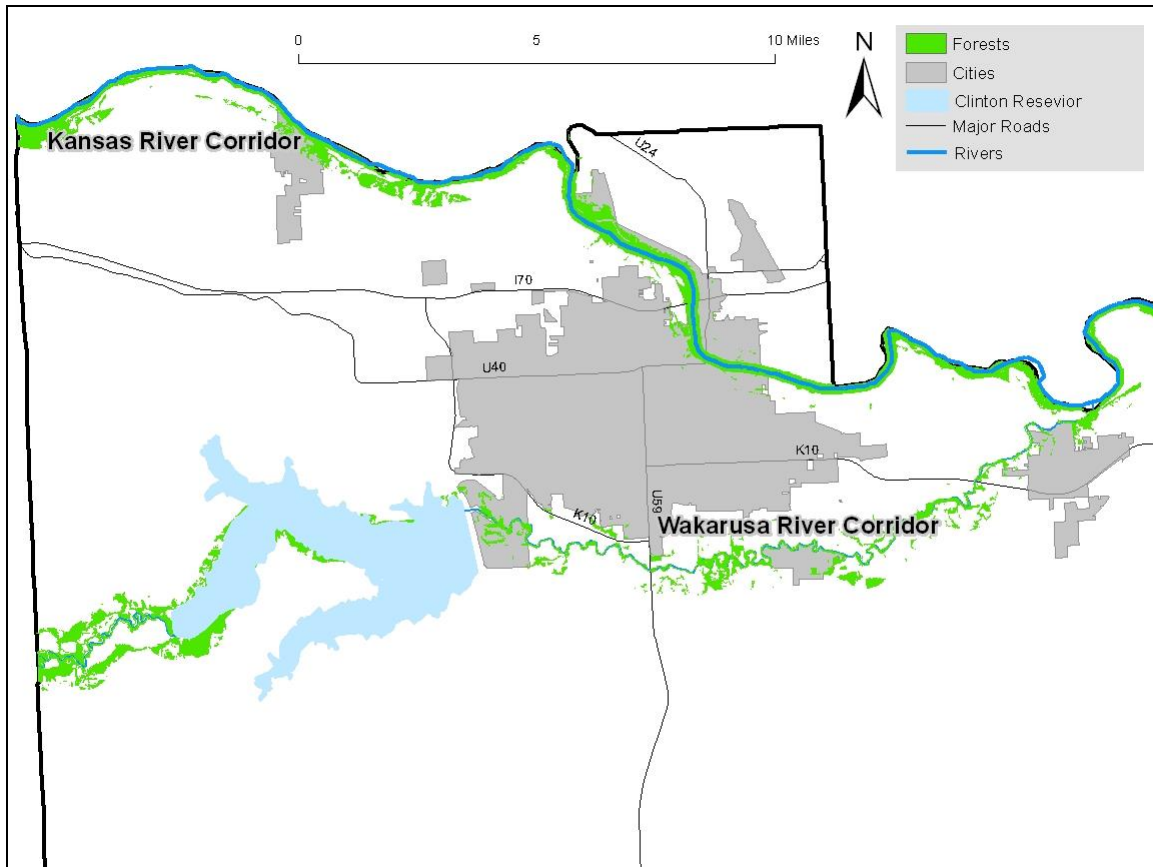 0 5 10 Miles
N
Forests
Cities
Clinton Resevior
Major Roads
Rivers
Kansas River Corridor
U24
I70
U40
K10
U59
K10
Wakarusa River Corridor